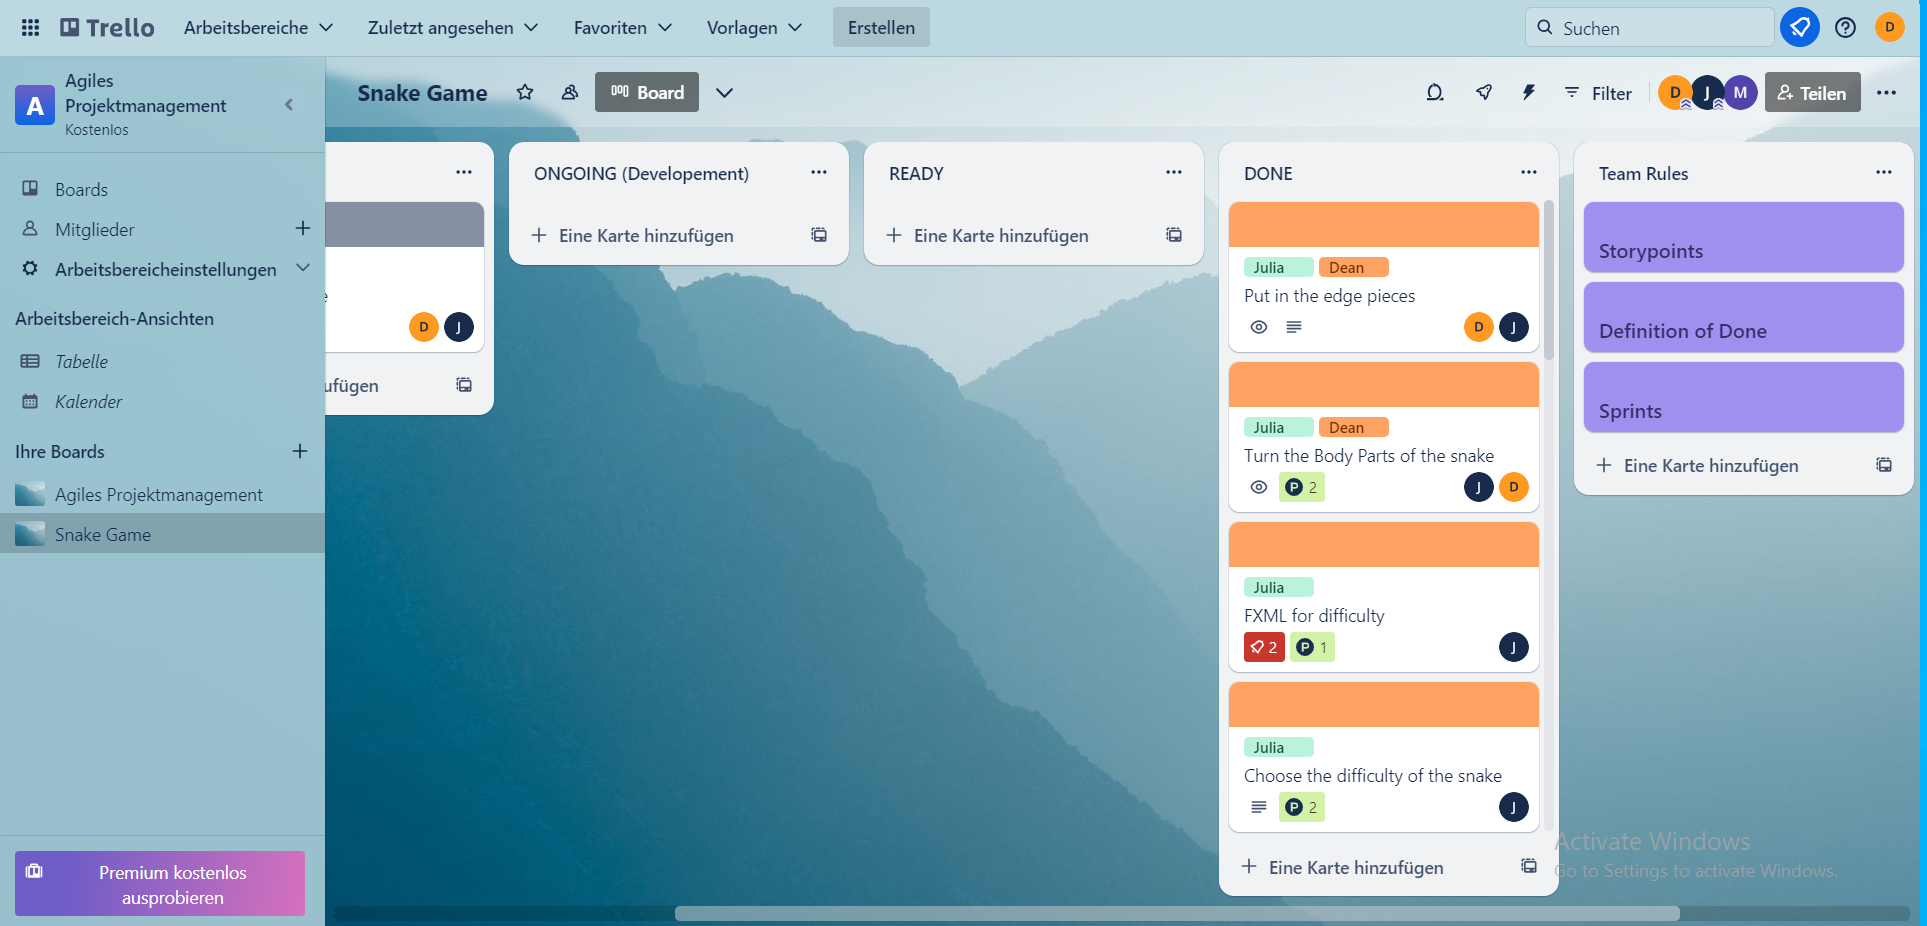 Trello
Arbeitsbereiche
Zuletzt angesehen
Favoriten
Vorlagen
Erstellen
Suchen
D
A
Agiles
Projektmanagement
Kostenlos
Boards
Mitglieder
Arbeitsbereicheinstellungen
Arbeitsbereich-Ansichten
Tabelle
Kalender
Ihre Boards
Agiles Projektmanagement
Snake Game
Premium kostenlos
ausprobieren
Snake Game
Board
Filter
D
J
M
Teilen
e
D
J
ufügen
ONGOING (Developement)
Eine Karte hinzufügen
READY
Eine Karte hinzufügen
DONE
Julia Dean
Put in the edge pieces
D J
Julia Dean
Turn the Body Parts of the snake
P 2
J D
Julia
FXML for difficulty
2
P 1
J
Julia
Choose the difficulty of the snake
P 2
J
Eine Karte hinzufügen
Team Rules
Storypoints
Definition of Done
Sprints
Eine Karte hinzufügen
Activate Windows
Go to Settings to activate Windows.